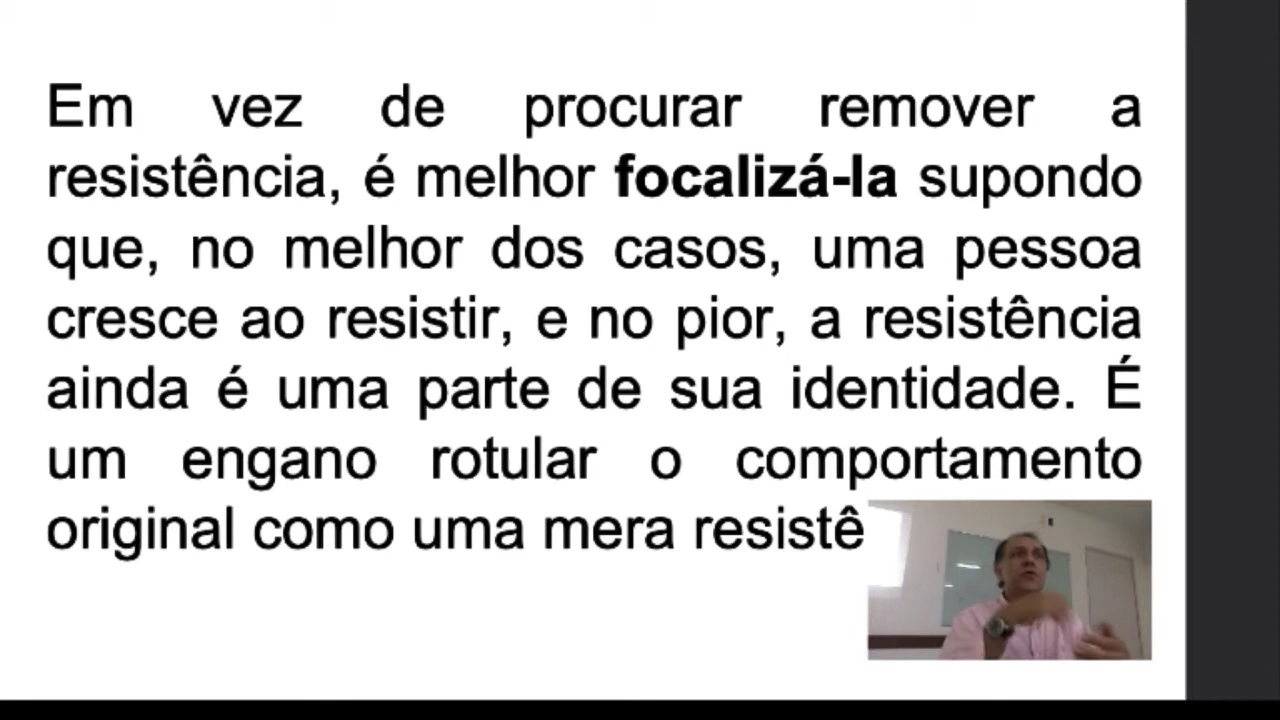 Em vez de procurar remover a
resistência, é melhor focalizá-la supondo
que, no melhor dos casos, uma pessoa
cresce ao resistir, e no pior, a resistência
ainda é uma parte de sua identidade. É
um engano rotular o comportamento
original como uma mera resistê